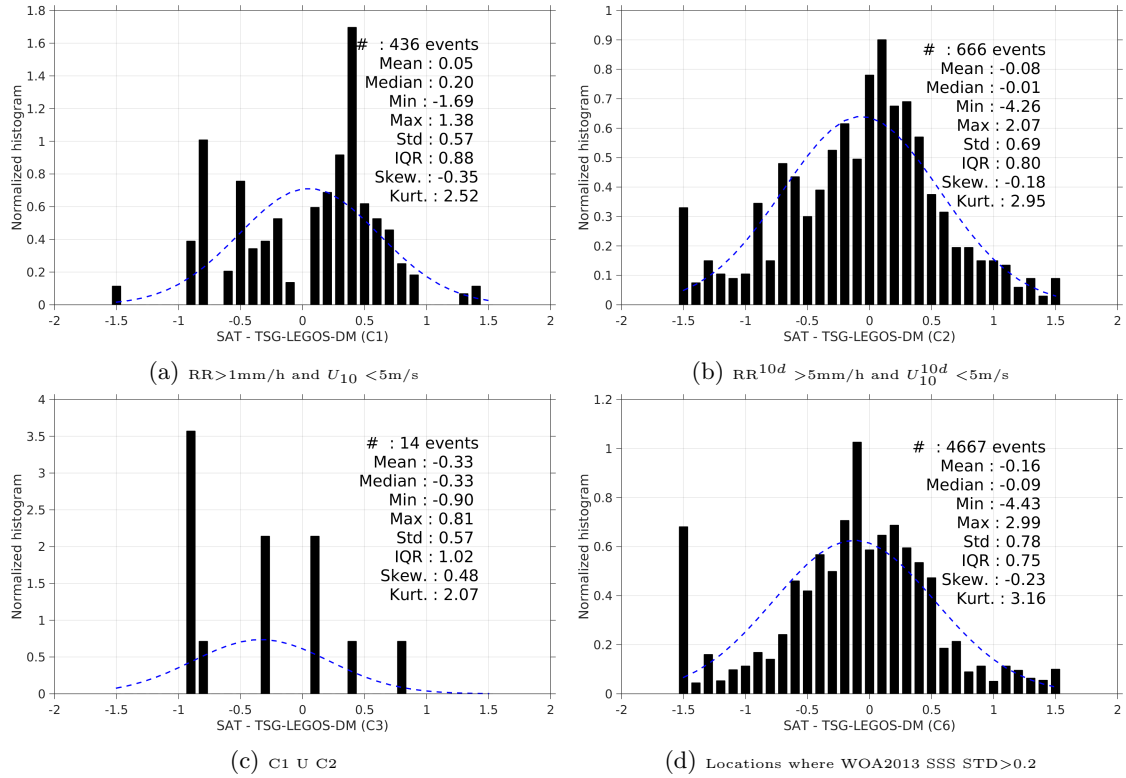 1.8
1.6
1.4
1.2
1
0.8
0.6
0.4
0.2
0
Normalized histogram
# : 436 events
Mean : 0.05
Median : 0.20
Min : -1.69
Max : 1.38
Std : 0.57
IQR : 0.88
Skew. : -0.35
Kurt. : 2.52
-2 -1.5 -1 -0.5 0 0.5 1 1.5 2
SAT - TSG-LEGOS-DM (C1)
(a) RR>1mm/h and U10 <5m/s
1
0.9
0.8
0.7
0.6
0.5
0.4
0.3
0.2
0.1
0
Normalized histogram
# : 666 events
Mean : -0.08
Median : -0.01
Min : -4.26
Max : 2.07
Std : 0.69
IQR : 0.80
Skew. : -0.18
Kurt. : 2.95
-2 -1.5 -1 -0.5 0 0.5 1 1.5 2
SAT - TSG-LEGOS-DM (C2)
(b) RR10d >5mm/h and U10d10 <5m/s
4
3.5
3
2.5
2
1.5
1
0.5
0
Normalized histogram
# : 14 events
Mean : -0.33
Median : -0.33
Min : -0.90
Max : 0.81
Std : 0.57
IQR : 1.02
Skew. : 0.48
Kurt. : 2.07
-2 -1.5 -1 -0.5 0 0.5 1 1.5 2
SAT - TSG-LEGOS-DM (C3)
(c) C1 U C2
1.2
1
0.8
0.6
0.4
0.2
0
Normalized histogram
# : 4667 events
Mean : -0.16
Median : -0.09
Min : -4.43
Max : 2.99
Std : 0.78
IQR : 0.75
Skew. : -0.23
Kurt. : 3.16
-2 -1.5 -1 -0.5 0 0.5 1 1.5 2
SAT - TSG-LEGOS-DM (C6)
(d) Locations where WOA2013 SSS STD>0.2